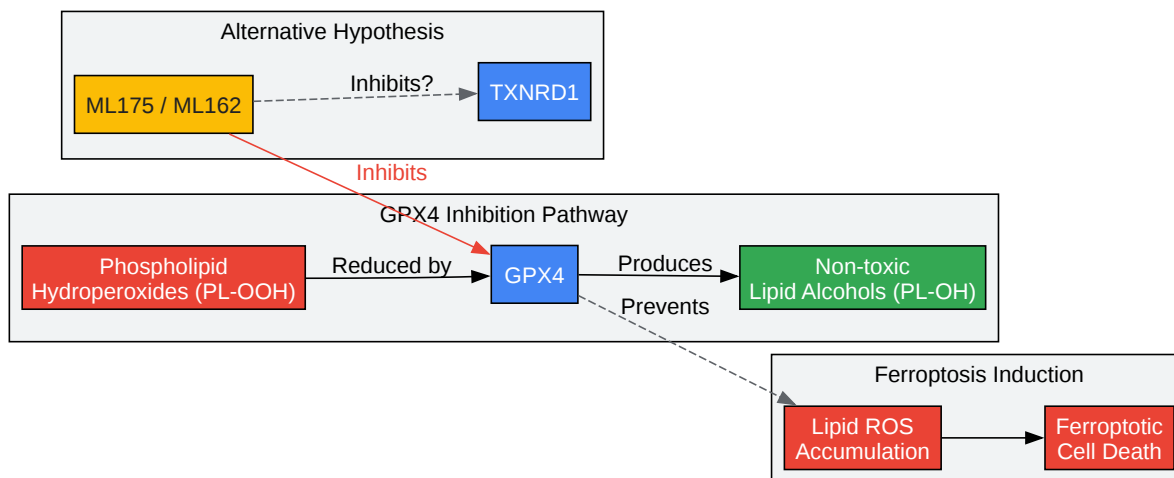 Alternative Hypothesis
ML175 / ML162
Inhibits?
TXNRD1
Inhibits
GPX4 Inhibition Pathway
Phospholipid
Hydroperoxides (PL-OOH)
Reduced by
GPX4
Produces
Non-toxic
Lipid Alcohols (PL-OH)
Prevents
Ferroptosis Induction
Lipid ROS
Accumulation
Ferroptotic
Cell Death